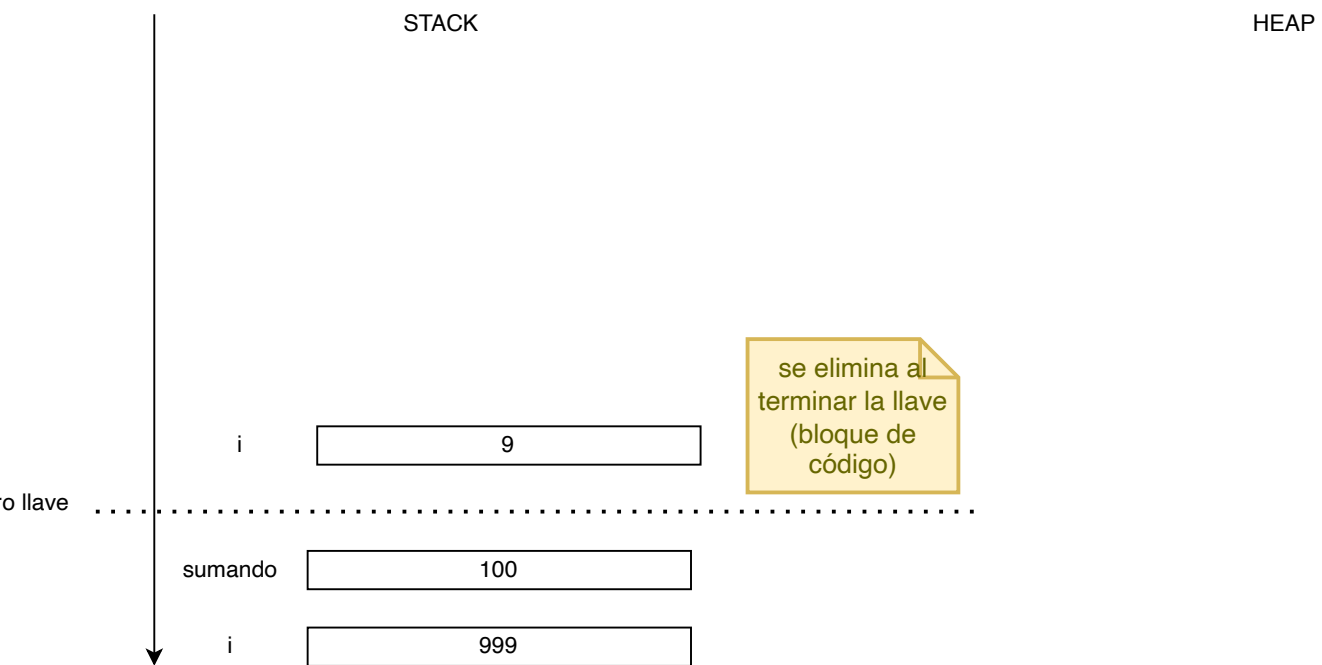 STACK
HEAP
se elimina al
terminar la llave
(bloque de
código)
i
9
llave
sumando
100
i
999